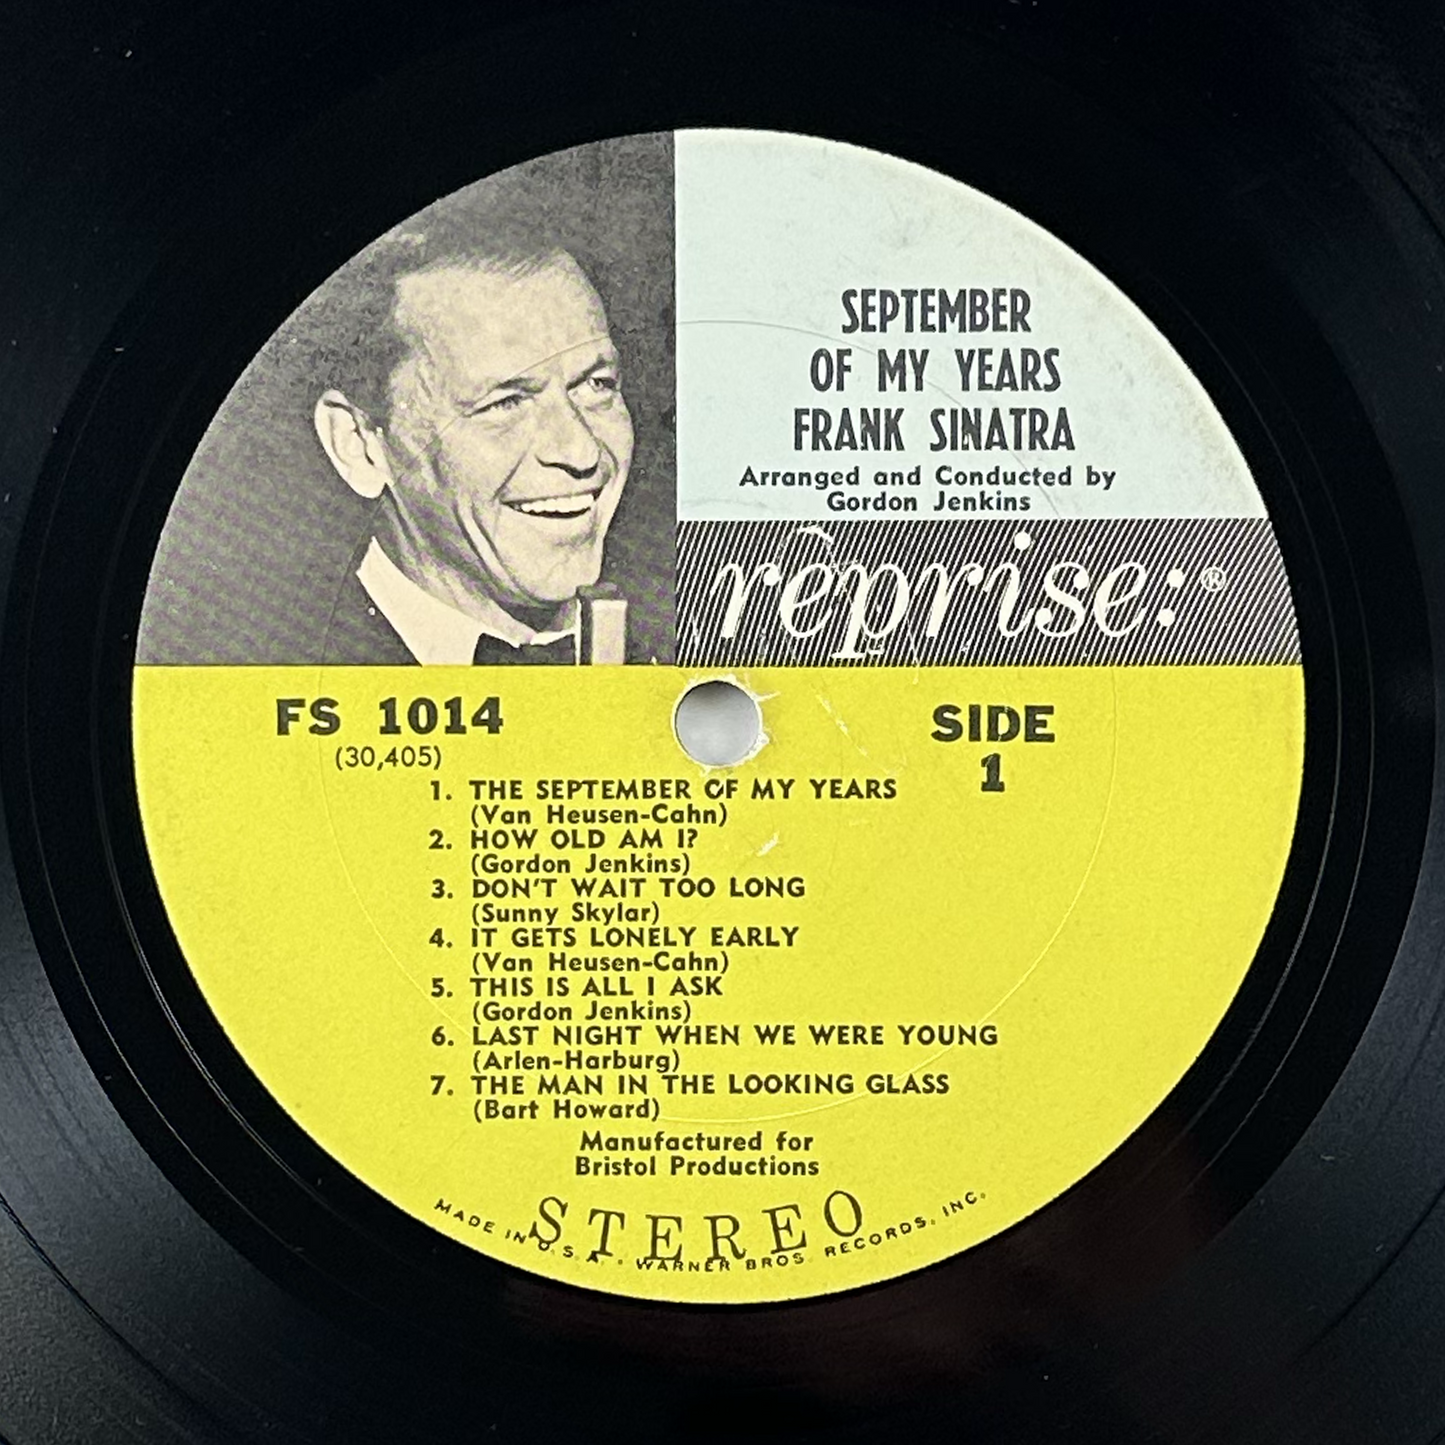 SEPTEMBER
OF MY YEARS
FRANK SINATRA
Arranged and Conducted by
Gordon Jenkins
reprise:®
FS 1014
(30,405)
SIDE
1
1. THE SEPTEMBER OF MY YEARS
(Van Heusen-Cahn)
2. HOW OLD AM I?
(Gordon Jenkins)
3. DON'T WAIT TOO LONG
(Sunny Skylar)
4. IT GETS LONELY EARLY
(Van Heusen-Cahn)
5. THIS IS ALL I ASK
(Gordon Jenkins)
6. LAST NIGHT WHEN WE WERE YOUNG
(Arlen-Harburg)
7. THE MAN IN THE LOOKING GLASS
(Bart Howard)
Manufactured for
Bristol Productions
STEREO
MADE IN U.S.A. • WARNER BROS. RECORDS, INC.